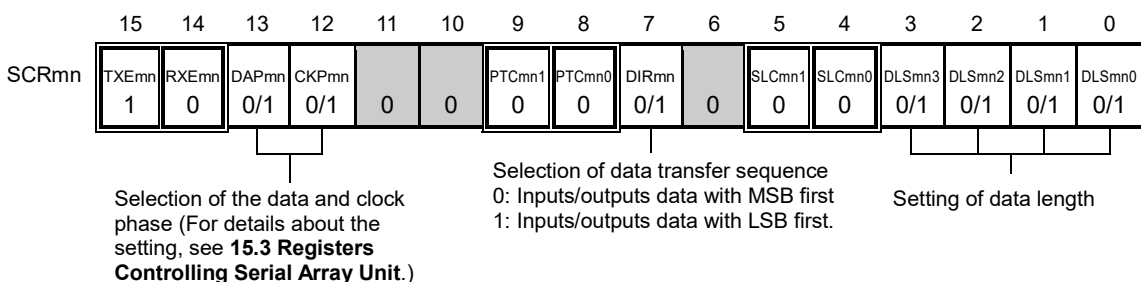 15 14 13 12 11 10 9 8 7 6 5 4 3 2 1 0
SCRmn TXEmn RXEmn DAPmn CKPmn PTCmn1 PTCmn0 DIRmn SLCmn1 SLCmn0 DLSmn3 DLSmn2 DLSmn1 DLSmn0
1 0 0/1 0/1 0 0 0 0 0/1 0 0 0 0/1 0/1 0/1 0/1
Selection of the data and clock
phase (For details about the
setting, see 15.3 Registers
Controlling Serial Array Unit.)
Selection of data transfer sequence
0: Inputs/outputs data with MSB first
1: Inputs/outputs data with LSB first.
Setting of data length